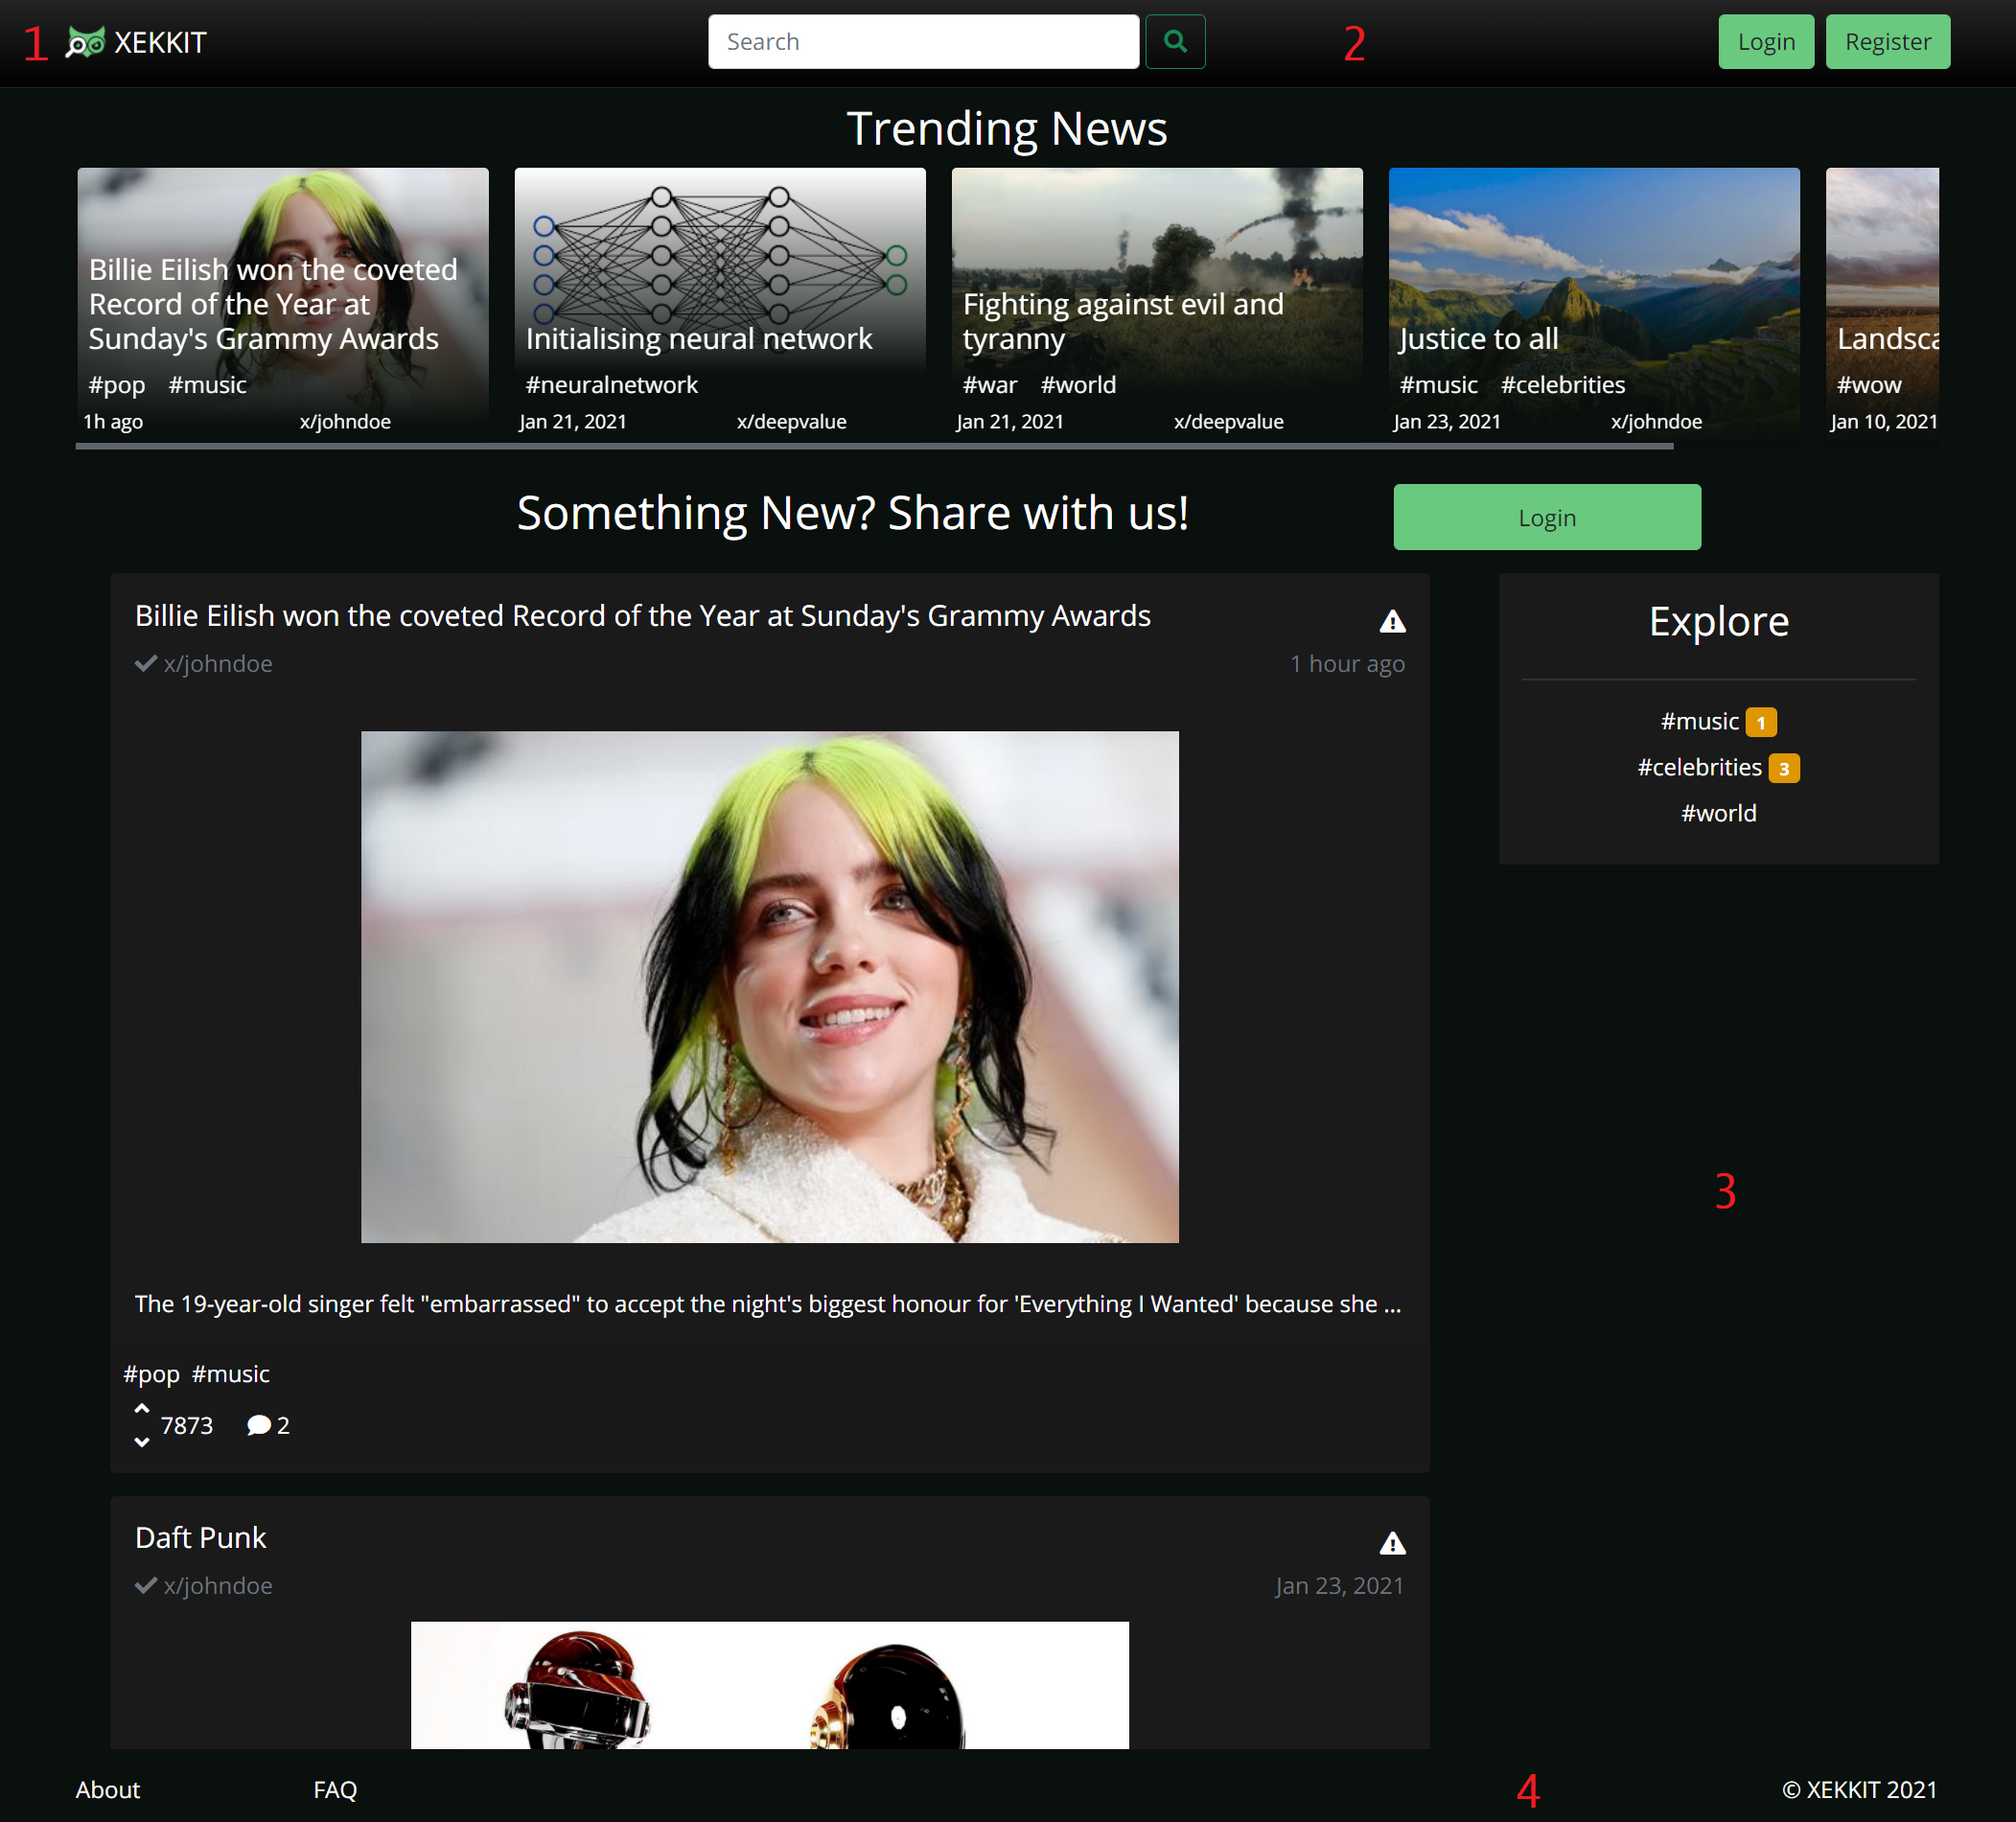 1 XEKKIT Search 2 Login Register
Trending News
Billie Eilish won the coveted
Record of the Year at
Sunday's Grammy Awards
#pop #music
1h ago x/johndoe
Initialising neural network
#neuralnetwork
Jan 21, 2021 x/deepvalue
Fighting against evil and
tyranny
#war #world
Jan 21, 2021 x/deepvalue
Justice to all
#music #celebrities
Jan 23, 2021 x/johndoe
Landsca
#wow
Jan 10, 2021
Something New? Share with us! Login
Billie Eilish won the coveted Record of the Year at Sunday's Grammy Awards
x/johndoe 1 hour ago
The 19-year-old singer felt "embarrassed" to accept the night's biggest honour for 'Everything I Wanted' because she ...
#pop #music
7873 2
Explore
#music 1
#celebrities 3
#world
3
Daft Punk
x/johndoe Jan 23, 2021
About FAQ 4 © XEKKIT 2021